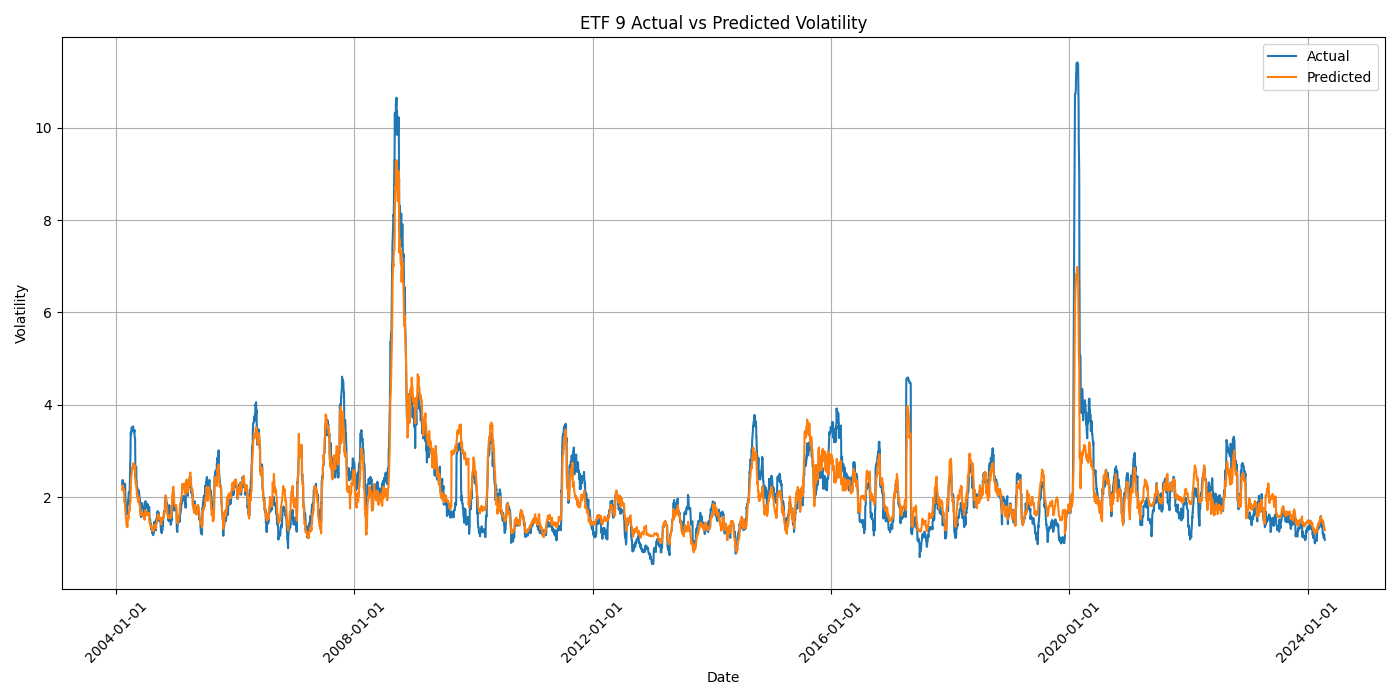 ETF 9 Actual vs Predicted Volatility
Actual
Predicted
Volatility
10
8
6
4
2
2004-01-01
2008-01-01
2012-01-01
2016-01-01
2020-01-01
2024-01-01
Date